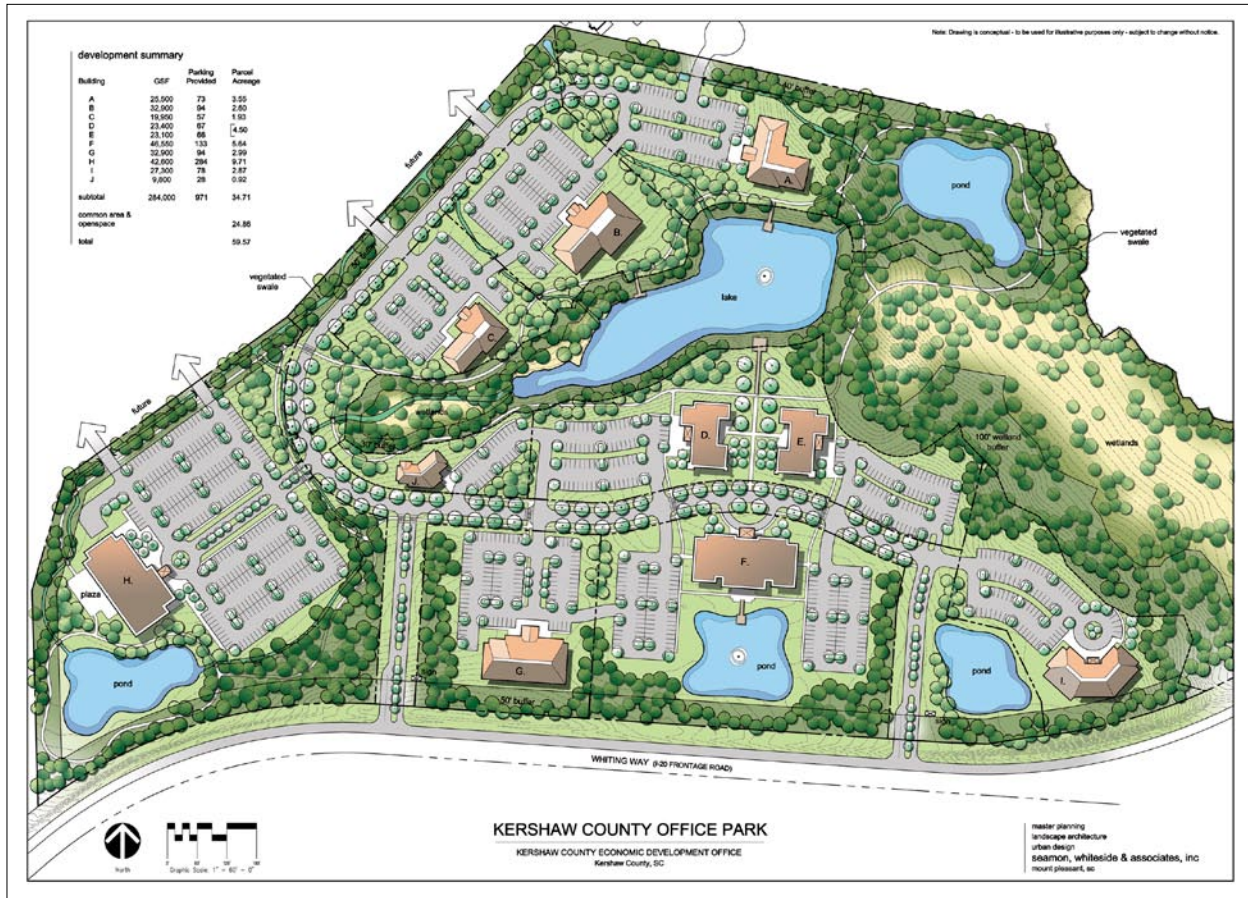 Note: Drawing is conceptual - to be used for illustrative purposes only - subject to change without notice.
development summary
Building GSF Parking Provided Parcel Acreage
A 25,500 73 3.55
B 32,900 94 2.60
C 19,950 57 1.93
D 23,400 67
E 23,100 66 4.50
F 46,550 133 5.64
G 32,900 94 2.99
H 42,600 284 9.71
I 27,300 78 2.87
J 9,800 28 0.92
subtotal 284,000 971 34.71
common area &
openspace 24.86
total 59.57
50' buffer
future
A.
pond
B.
vegetated
swale
vegetated
swale
lake
C.
future
wetlands
D.
E.
100' wetland
buffer
wetlands
J.
F.
H.
plaza
G.
pond
pond
pond
I.
sign
50' buffer
sign
WHITING WAY (I-20 FRONTAGE ROAD)
North
Graphic Scale: 1" = 60' - 0"
KERSHAW COUNTY OFFICE PARK
KERSHAW COUNTY ECONOMIC DEVELOPMENT OFFICE
Kershaw County, SC
master planning
landscape architecture
urban design
seamon, whiteside & associates, inc
mount pleasant, sc